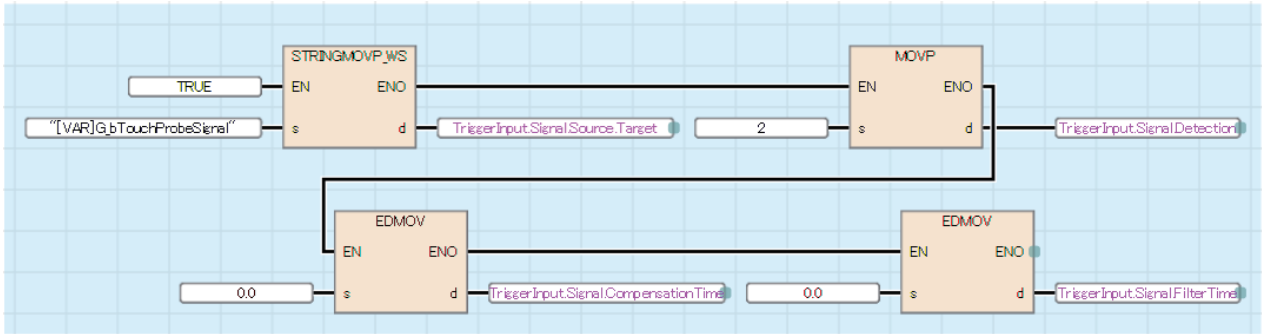 STRINGMOVP_WS MOVP
TRUE EN ENO EN ENO
"[VAR]G_bTouchProbeSignal" s d TriggerInput.Signal.Source.Target 2 s d TriggerInput.Signal.Detection
EDMOV EDMOV
EN ENO EN ENO
0.0 s d TriggerInput.Signal.CompensationTime 0.0 s d TriggerInput.Signal.FilterTime